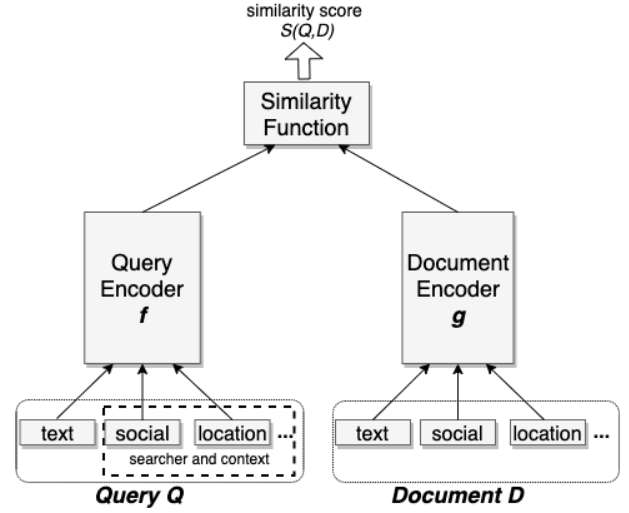 similarity score
S(Q,D)
Similarity
Function
Query
Encoder
f
Document
Encoder
g
text
social
location
...
searcher and context
text
social
location
...
Query Q
Document D